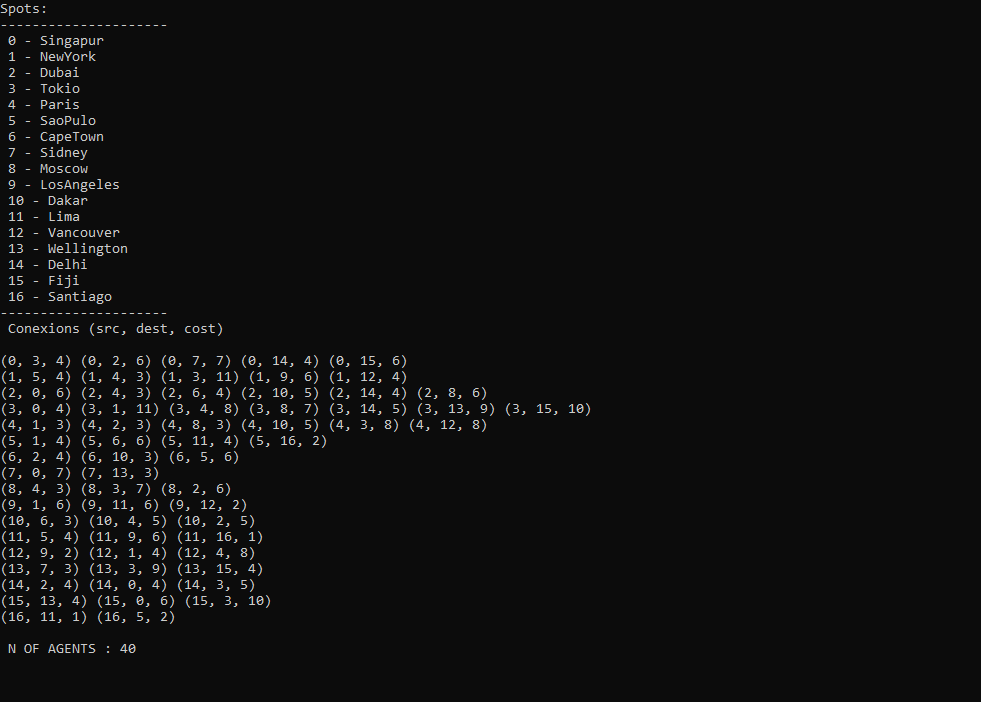 Spots:
---------------------
0 - Singapur
1 - NewYork
2 - Dubai
3 - Tokio
4 - Paris
5 - SaoPulo
6 - CapeTown
7 - Sidney
8 - Moscow
9 - LosAngeles
10 - Dakar
11 - Lima
12 - Vancouver
13 - Wellington
14 - Delhi
15 - Fiji
16 - Santiago
---------------------
Conexions (src, dest, cost)
(0, 3, 4) (0, 2, 6) (0, 7, 7) (0, 14, 4) (0, 15, 6)
(1, 5, 4) (1, 4, 3) (1, 3, 11) (1, 9, 6) (1, 12, 4)
(2, 0, 6) (2, 4, 3) (2, 6, 4) (2, 10, 5) (2, 14, 4) (2, 8, 6)
(3, 0, 4) (3, 1, 11) (3, 4, 8) (3, 8, 7) (3, 14, 5) (3, 13, 9) (3, 15, 10)
(4, 1, 3) (4, 2, 3) (4, 8, 3) (4, 10, 5) (4, 3, 8) (4, 12, 8)
(5, 1, 4) (5, 6, 6) (5, 11, 4) (5, 16, 2)
(6, 2, 4) (6, 10, 3) (6, 5, 6)
(7, 0, 7) (7, 13, 3)
(8, 4, 3) (8, 3, 7) (8, 2, 6)
(9, 1, 6) (9, 11, 6) (9, 12, 2)
(10, 6, 3) (10, 4, 5) (10, 2, 5)
(11, 5, 4) (11, 9, 6) (11, 16, 1)
(12, 9, 2) (12, 1, 4) (12, 4, 8)
(13, 7, 3) (13, 3, 9) (13, 15, 4)
(14, 2, 4) (14, 0, 4) (14, 3, 5)
(15, 13, 4) (15, 0, 6) (15, 3, 10)
(16, 11, 1) (16, 5, 2)
N OF AGENTS : 40